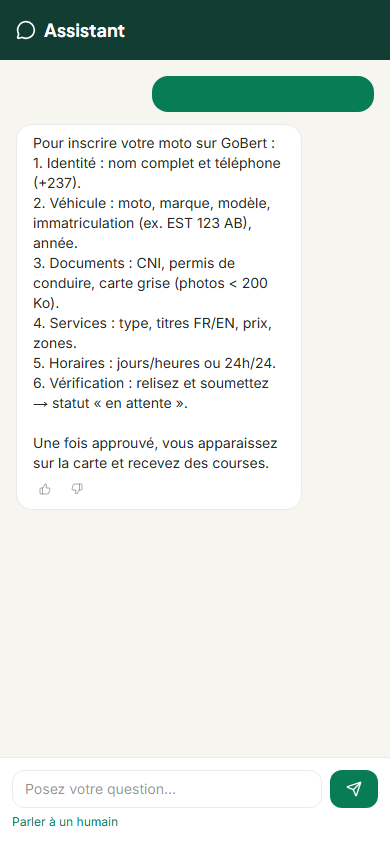 Assistant
Pour inscrire votre moto sur GoBert :
1. Identité : nom complet et téléphone
(+237).
2. Véhicule : moto, marque, modèle,
immatriculation (ex. EST 123 AB),
année.
3. Documents : CNI, permis de
conduire, carte grise (photos < 200
Ko).
4. Services : type, titres FR/EN, prix,
zones.
5. Horaires : jours/heures ou 24h/24.
6. Vérification : relisez et soumettez
→ statut « en attente ».
Une fois approuvé, vous apparaissez
sur la carte et recevez des courses.
Posez votre question...
Parler à un humain